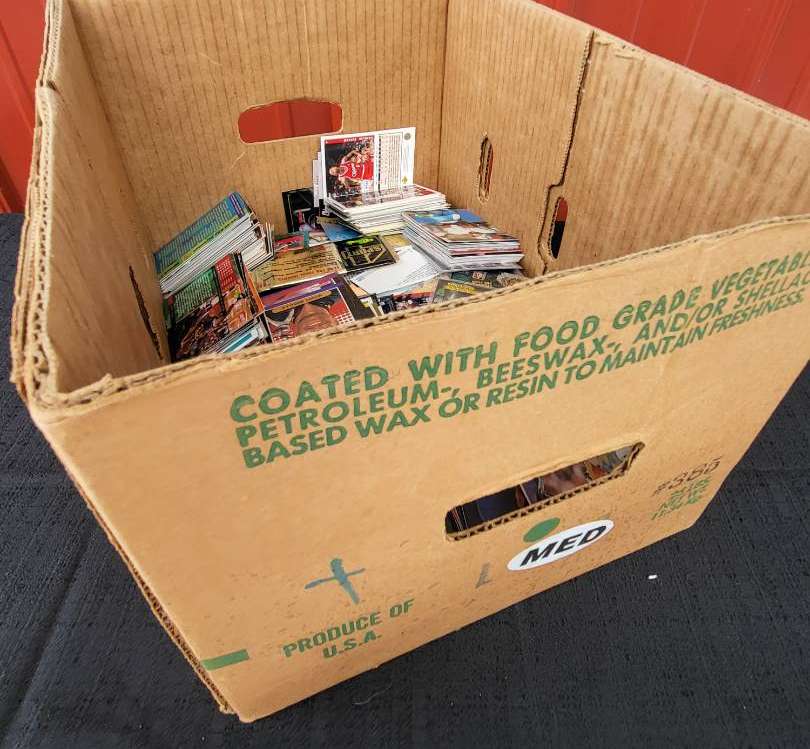 COATED WITH FOOD GRADE VEGETABL
PETROLEUM-, BEESWAX-, AND/OR SHELLAC
BASED WAX OR RESIN TO MAINTAIN FRESHNESS
MED
PRODUCE OF
U.S.A.